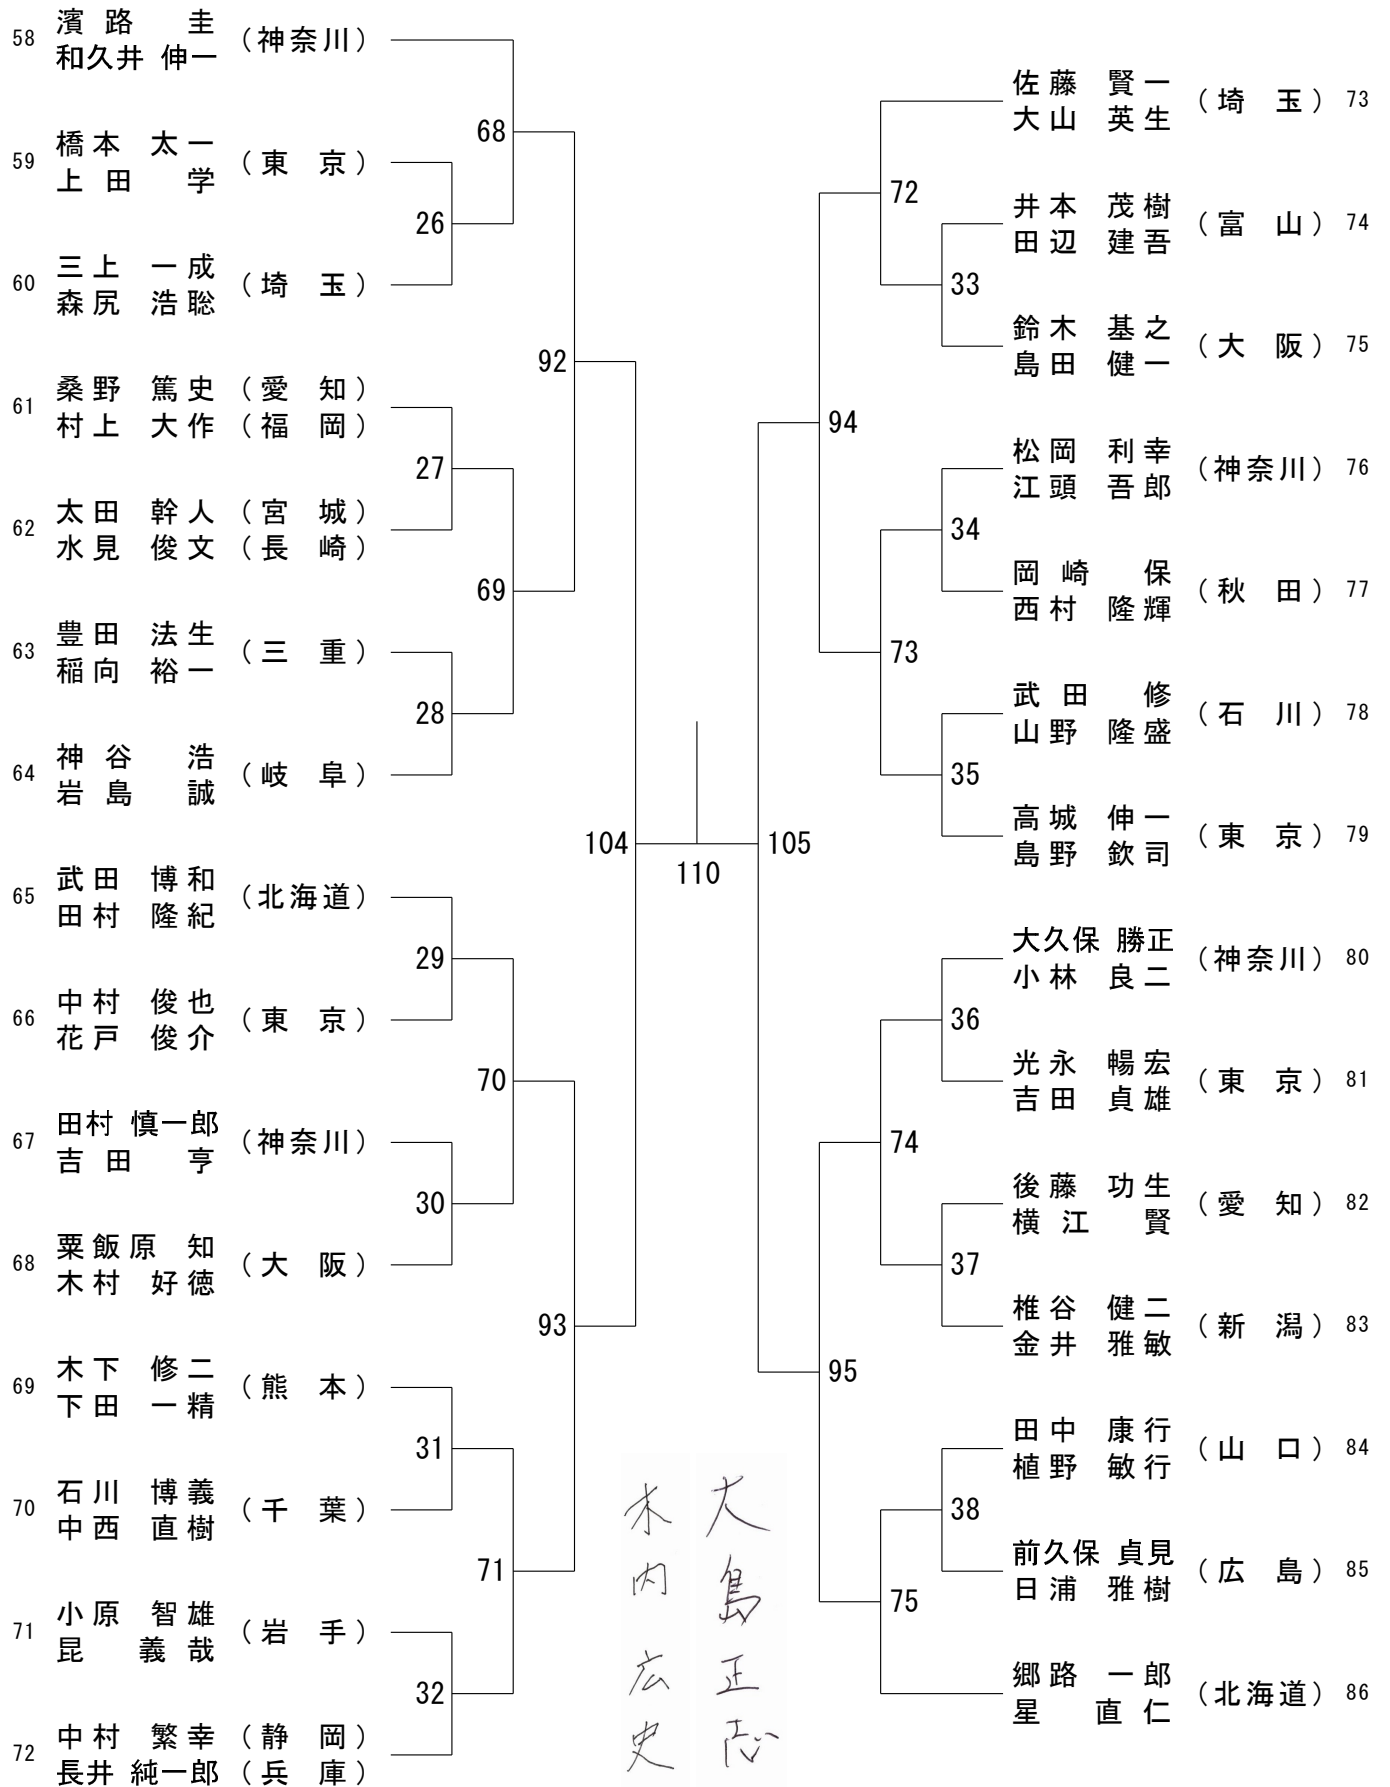 58 濱路 圭 (神奈川)
和久井 伸一
59 橋本 太一 (東京)
上田 学
60 三上 一成 (埼玉)
森尻 浩聡
61 桑野 篤史 (愛知)
村上 大作 (福岡)
62 太田 幹人 (宮城)
水見 俊文 (長崎)
63 豊田 法生 (三重)
稲向 裕一
64 神谷 浩 (岐阜)
岩島 誠
65 武田 博和 (北海道)
田村 隆紀
66 中村 俊也 (東京)
花戸 俊介
67 田村 慎一郎 (神奈川)
吉田 亨
68 粟飯原 知 (大阪)
木村 好徳
69 木下 修二 (熊本)
下田 一精
70 石川 博義 (千葉)
中西 直樹
71 小原 智雄 (岩手)
昆 義哉
72 中村 繁幸 (静岡)
長井 純一郎 (兵庫)
68
26
92
27
69
28
104
29
70
30
93
31
71
32
110
105
72
33
94
34
73
35
36
74
37
95
38
75
佐藤 賢一 (埼玉) 73
大山 英生
井本 茂樹 (富山) 74
田辺 建吾
鈴木 基之 (大阪) 75
島田 健一
松岡 利幸 (神奈川) 76
江頭 吾郎
岡崎 保 (秋田) 77
西村 隆輝
武田 修 (石川) 78
山野 隆盛
高城 伸一 (東京) 79
島野 欽司
大久保 勝正 (神奈川) 80
小林 良二
光永 暢宏 (東京) 81
吉田 貞雄
後藤 功生 (愛知) 82
横江 賢
椎谷 健二 (新潟) 83
金井 雅敏
田中 康行 (山口) 84
植野 敏行
前久保 貞見 (広島) 85
日浦 雅樹
郷路 一郎 (北海道) 86
星 直仁
大島正志
木内広史